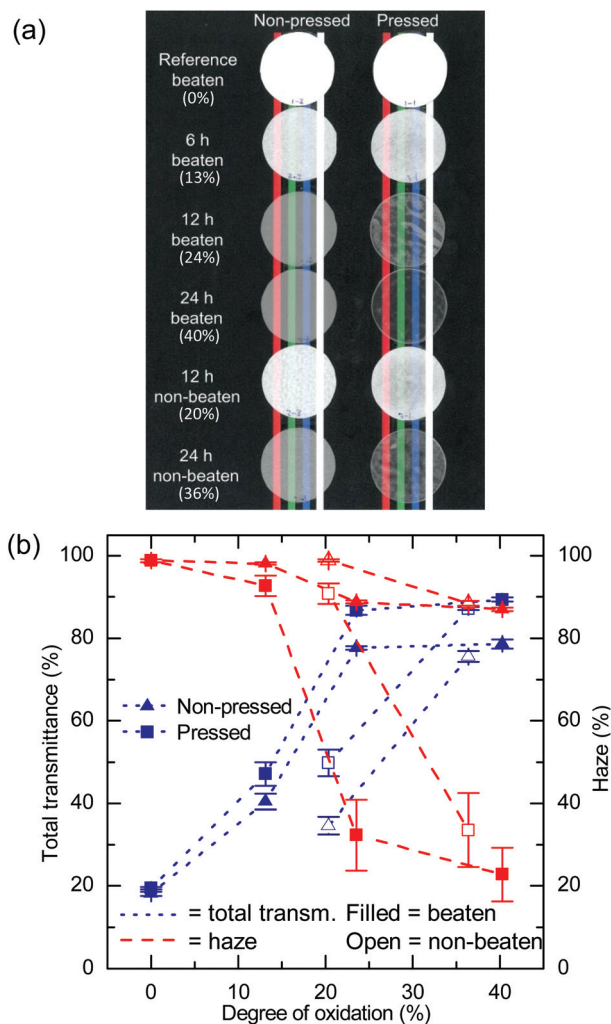 (a)
Non-pressed Pressed
Reference
beaten
(0%)
6 h
beaten
(13%)
12 h
beaten
(24%)
24 h
beaten
(40%)
12 h
non-beaten
(20%)
24 h
non-beaten
(36%)
(b)
100
80
60
40
20
0
Total transmittance (%)
100
80
60
40
20
0
Haze (%)
Non-pressed
Pressed
= total transm. Filled = beaten
= haze Open = non-beaten
0 10 20 30 40
Degree of oxidation (%)